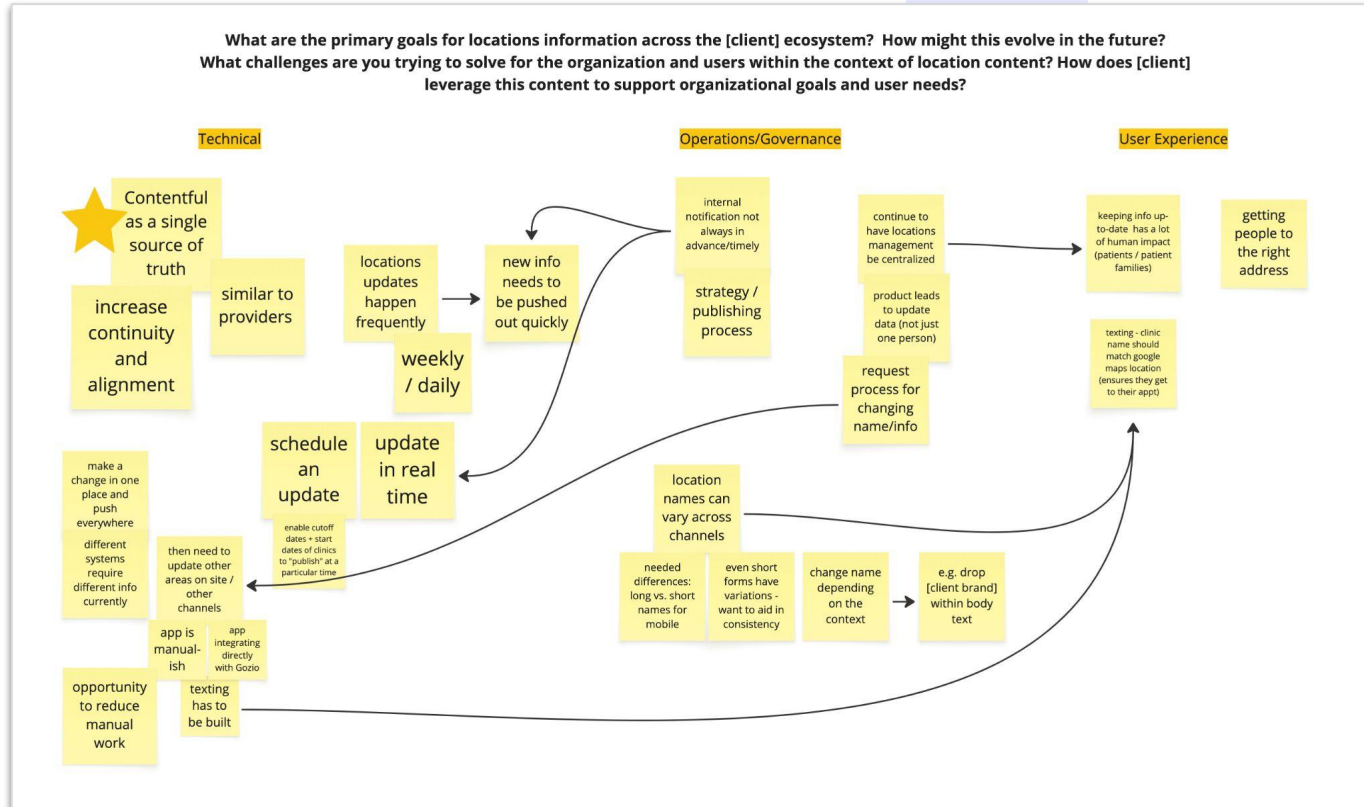 What are the primary goals for locations information across the [client] ecosystem?  How might this evolve in the future?
What challenges are you trying to solve for the organization and users within the context of location content? How does [client]
leverage this content to support organizational goals and user needs?
Technical
Contentful
as a single
source of
truth
similar to
providers
increase
continuity
and
alignment
locations
updates
happen
frequently
weekly
/ daily
new info
needs to
be pushed
out quickly
schedule
an
update
update
in real
time
enable cutoff
dates + start
dates of clinics
to "publish" at a
particular time
make a
change in one
place and
push
everywhere
different
systems
require
different info
currently
then need to
update other
areas on site /
other
channels
app is
manual-
ish
app
integrating
directly
with Gozio
opportunity
to reduce
manual
work
texting
has to
be built
Operations/Governance
internal
notification not
always in
advance/timely
strategy /
publishing
process
continue to
have locations
management
be centralized
product leads
to update
data (not just
one person)
request
process for
changing
name/info
location
names can
vary across
channels
needed
differences:
long vs. short
names for
mobile
even short
forms have
variations -
want to aid in
consistency
change name
depending on
the context
e.g. drop
[client brand]
within body
text
User Experience
keeping info up-
to-date  has a lot
of human impact
(patients / patient
families)
getting
people to
the right
address
texting - clinic
name should
match google
maps location
(ensures they get
to their appt)